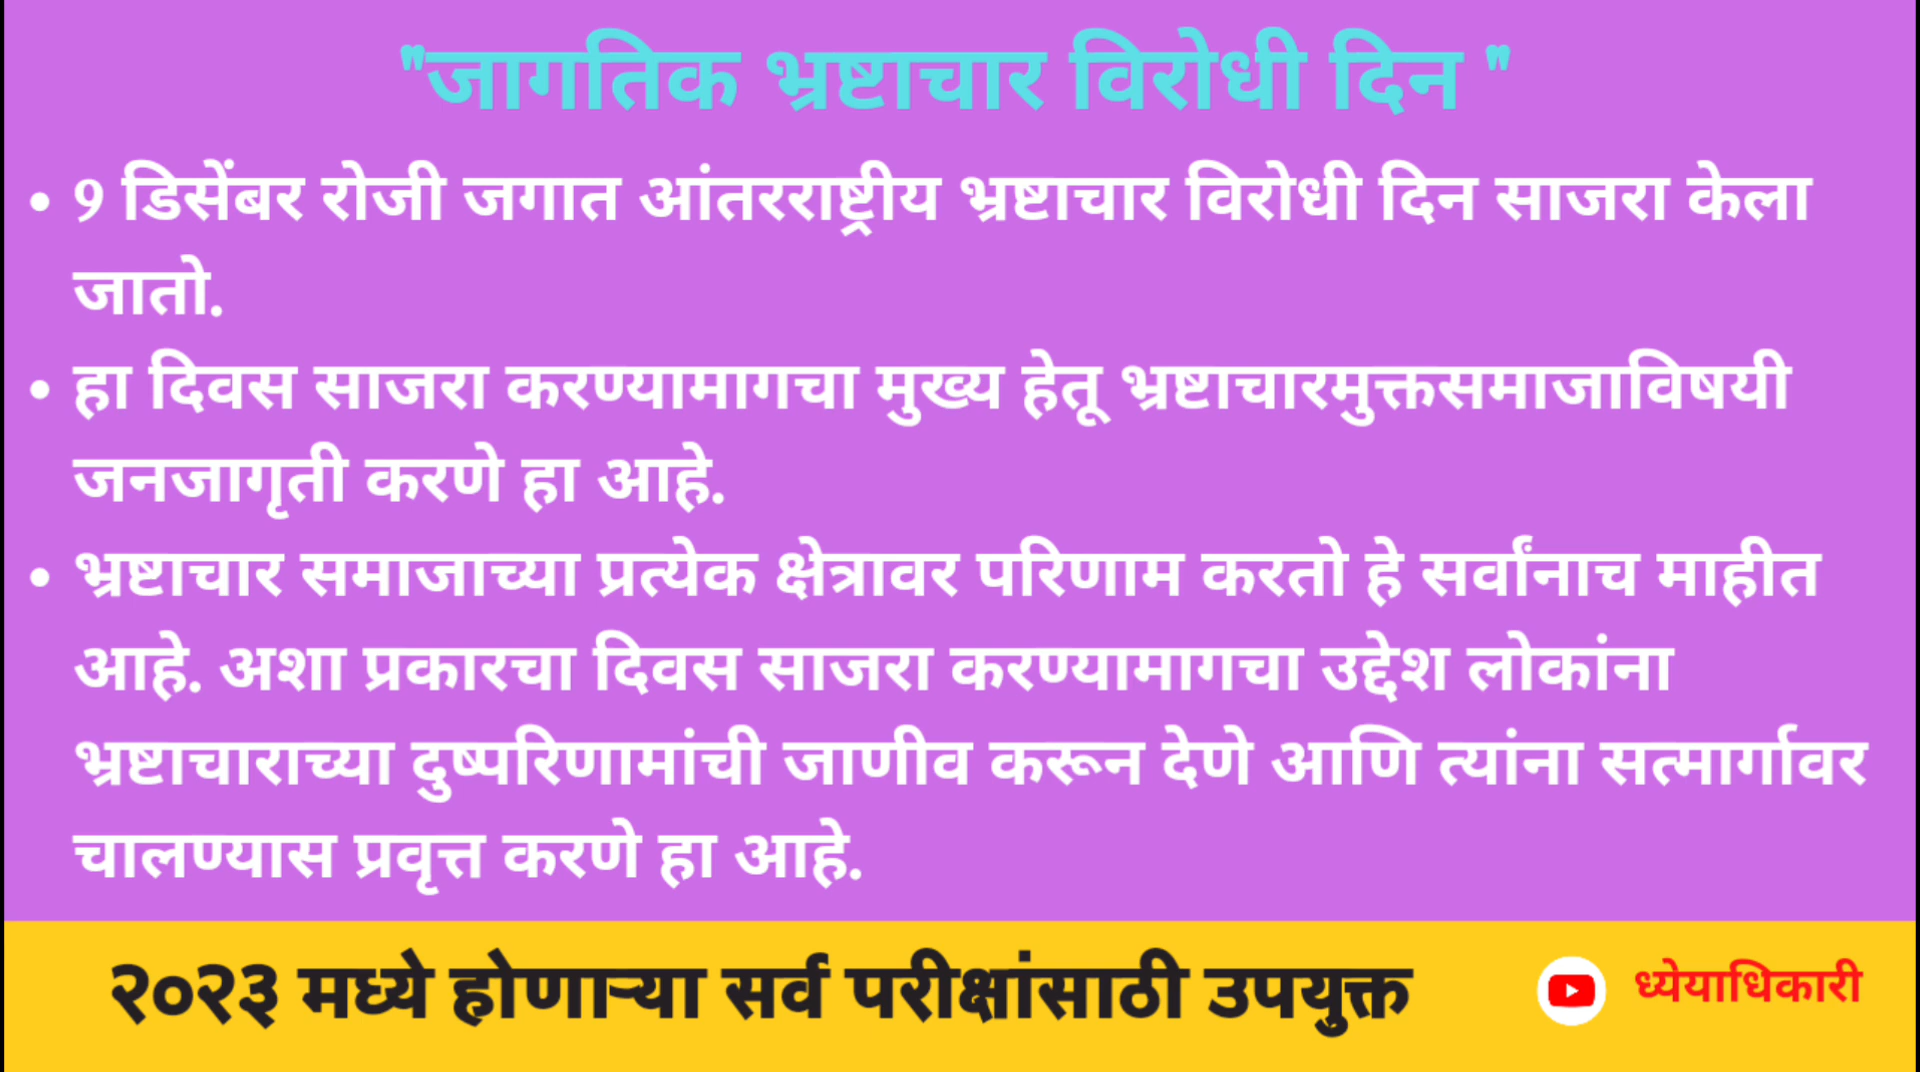 "जागतिक भ्रष्टाचार विरोधी दिन "
• 9 डिसेंबर रोजी जगात आंतरराष्ट्रीय भ्रष्टाचार विरोधी दिन साजरा केला
जातो.
• हा दिवस साजरा करण्यामागचा मुख्य हेतू भ्रष्टाचारमुक्तसमाजाविषयी
जनजागृती करणे हा आहे.
• भ्रष्टाचार समाजाच्या प्रत्येक क्षेत्रावर परिणाम करतो हे सर्वांनाच माहीत
आहे. अशा प्रकारचा दिवस साजरा करण्यामागचा उद्देश लोकांना
भ्रष्टाचाराच्या दुष्परिणामांची जाणीव करून देणे आणि त्यांना सत्मार्गावर
चालण्यास प्रवृत्त करणे हा आहे.
२०२३ मध्ये होणाऱ्या सर्व परीक्षांसाठी उपयुक्त
ध्येयाधिकारी